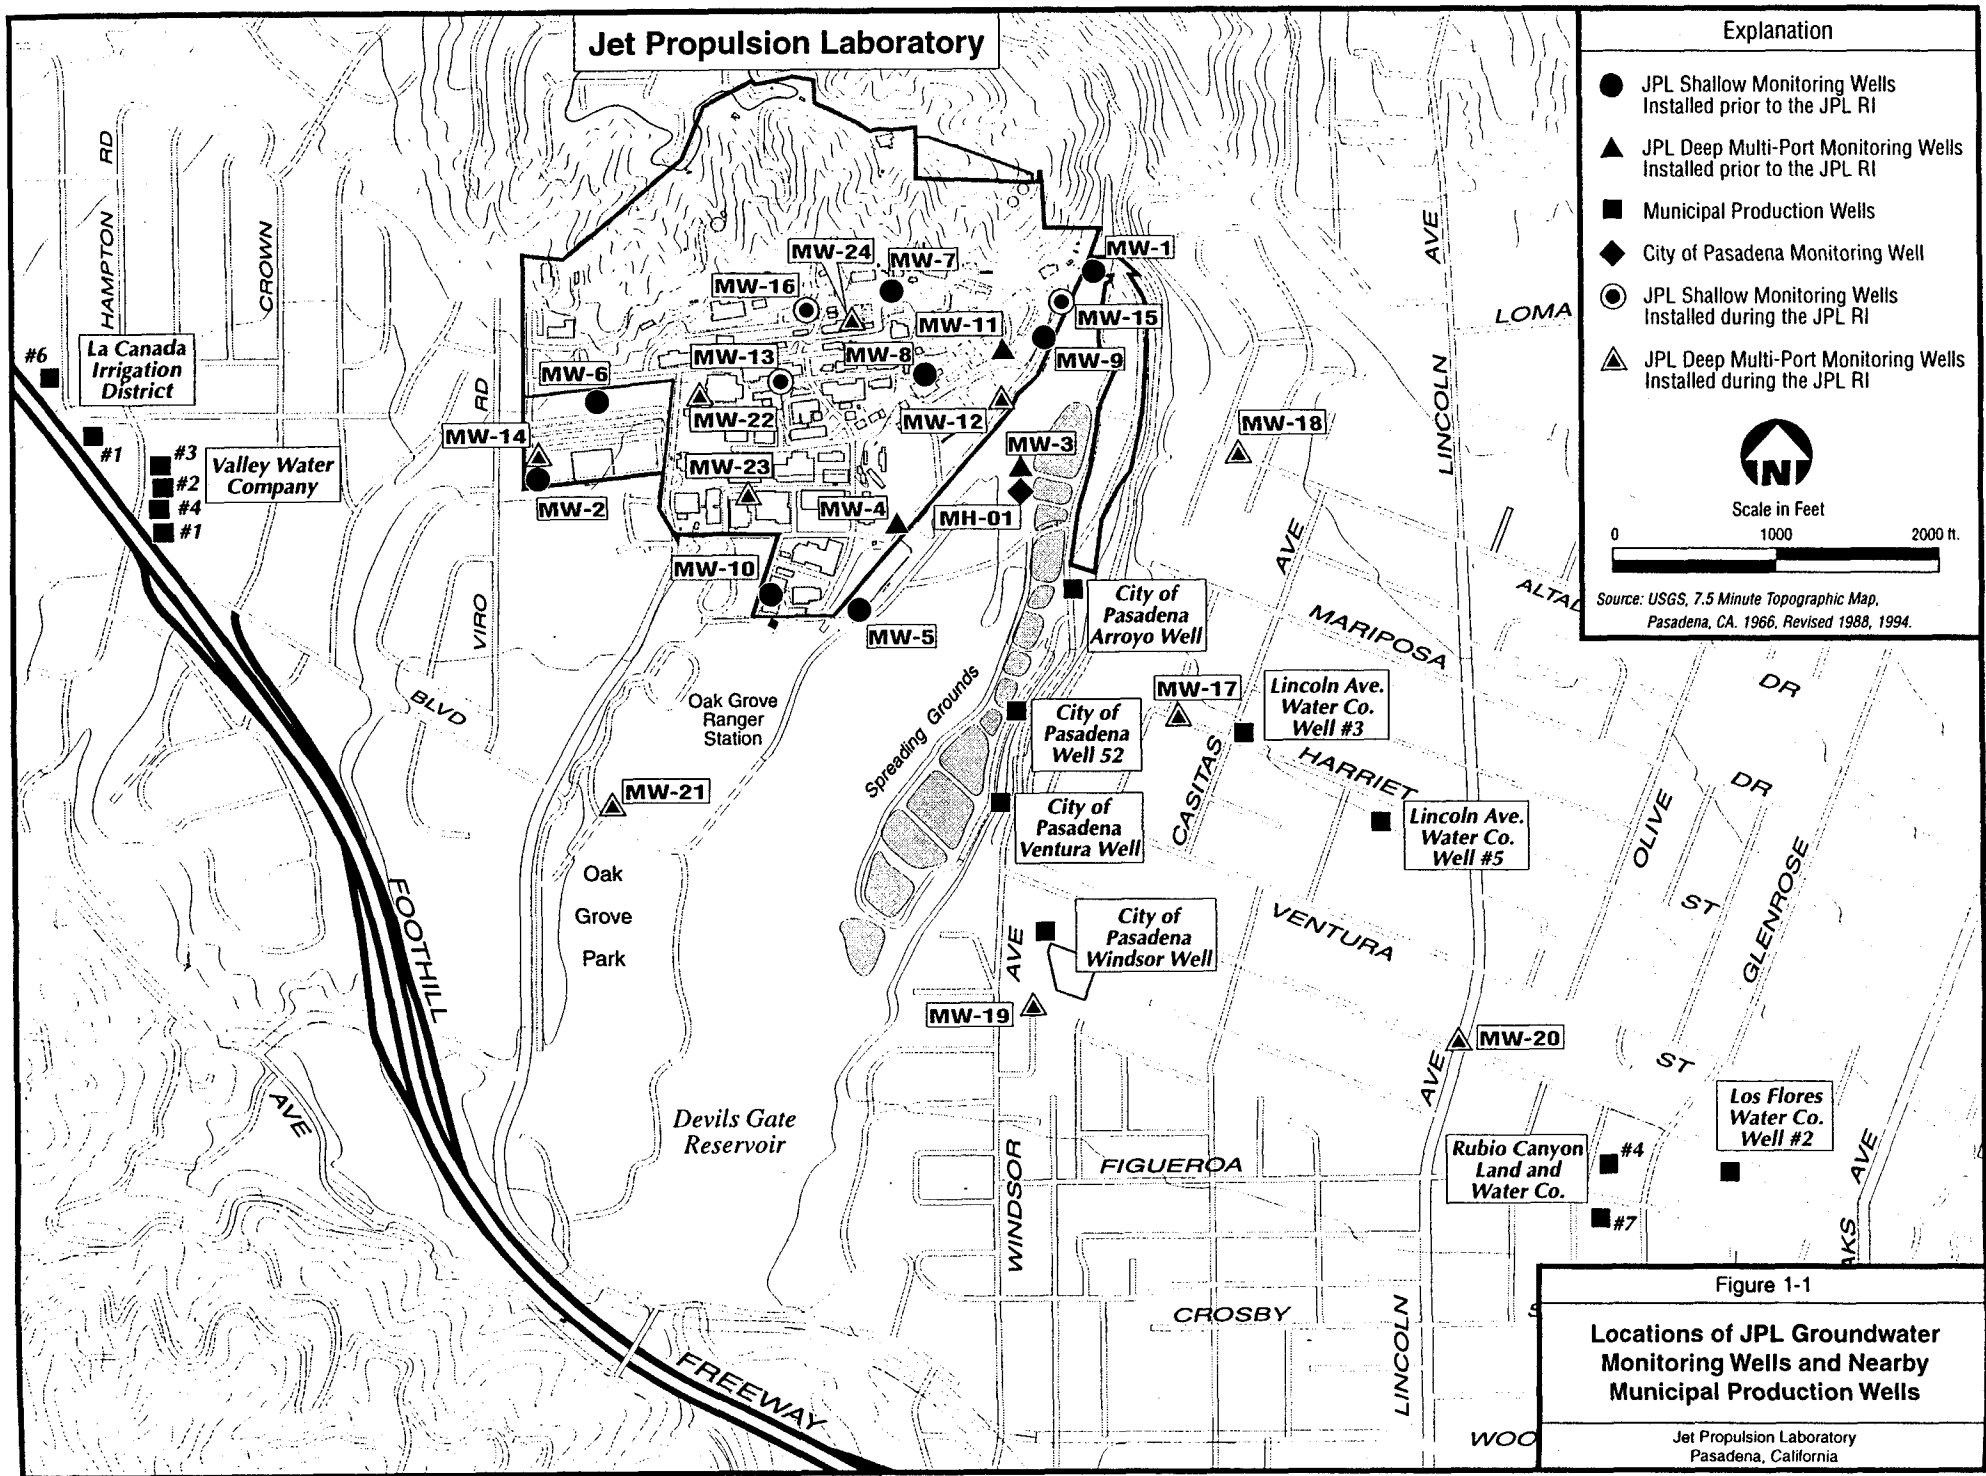 Jet Propulsion Laboratory
Explanation
JPL Shallow Monitoring Wells
Installed prior to the JPL RI
JPL Deep Multi-Port Monitoring Wells
Installed prior to the JPL RI
Municipal Production Wells
City of Pasadena Monitoring Well
JPL Shallow Monitoring Wells
Installed during the JPL RI
JPL Deep Multi-Port Monitoring Wells
Installed during the JPL RI
N
Scale in Feet
0 1000 2000 ft.
Source: USGS, 7.5 Minute Topographic Map,
Pasadena, CA. 1966, Revised 1988, 1994.
HAMPTON RD
CROWN
VIRO RD
BLVD
FOOTHILL
FREEWAY
AVE
#6
La Canada
Irrigation
District
#1
#3
#2
#4
#1
Valley Water
Company
MW-24
MW-7
MW-1
MW-16
MW-15
MW-11
MW-13
MW-8
MW-9
MW-6
MW-22
MW-12
MW-14
MW-3
MW-18
MW-23
MW-2
MW-4
MH-01
MW-10
MW-5
City of
Pasadena
Arroyo Well
Oak Grove
Ranger
Station
Spreading Grounds
MW-17
City of
Pasadena
Well 52
Lincoln Ave.
Water Co.
Well #3
MW-21
City of
Pasadena
Ventura Well
Lincoln Ave.
Water Co.
Well #5
Oak
Grove
Park
City of
Pasadena
Windsor Well
MW-19
MW-20
Devils Gate
Reservoir
Rubio Canyon
Land and
Water Co.
#4
#7
Los Flores
Water Co.
Well #2
LINCOLN AVE
LOMA
ALTAD
MARIPOSA
CASITAS AVE
HARRIET
VENTURA
OLIVE
DR
DR
ST
ST
GLENROSE
WINDSOR AVE
FIGUEROA
CROSBY
LINCOLN AVE
AKS AVE
S
WOO
Figure 1-1
Locations of JPL Groundwater
Monitoring Wells and Nearby
Municipal Production Wells
Jet Propulsion Laboratory
Pasadena, California